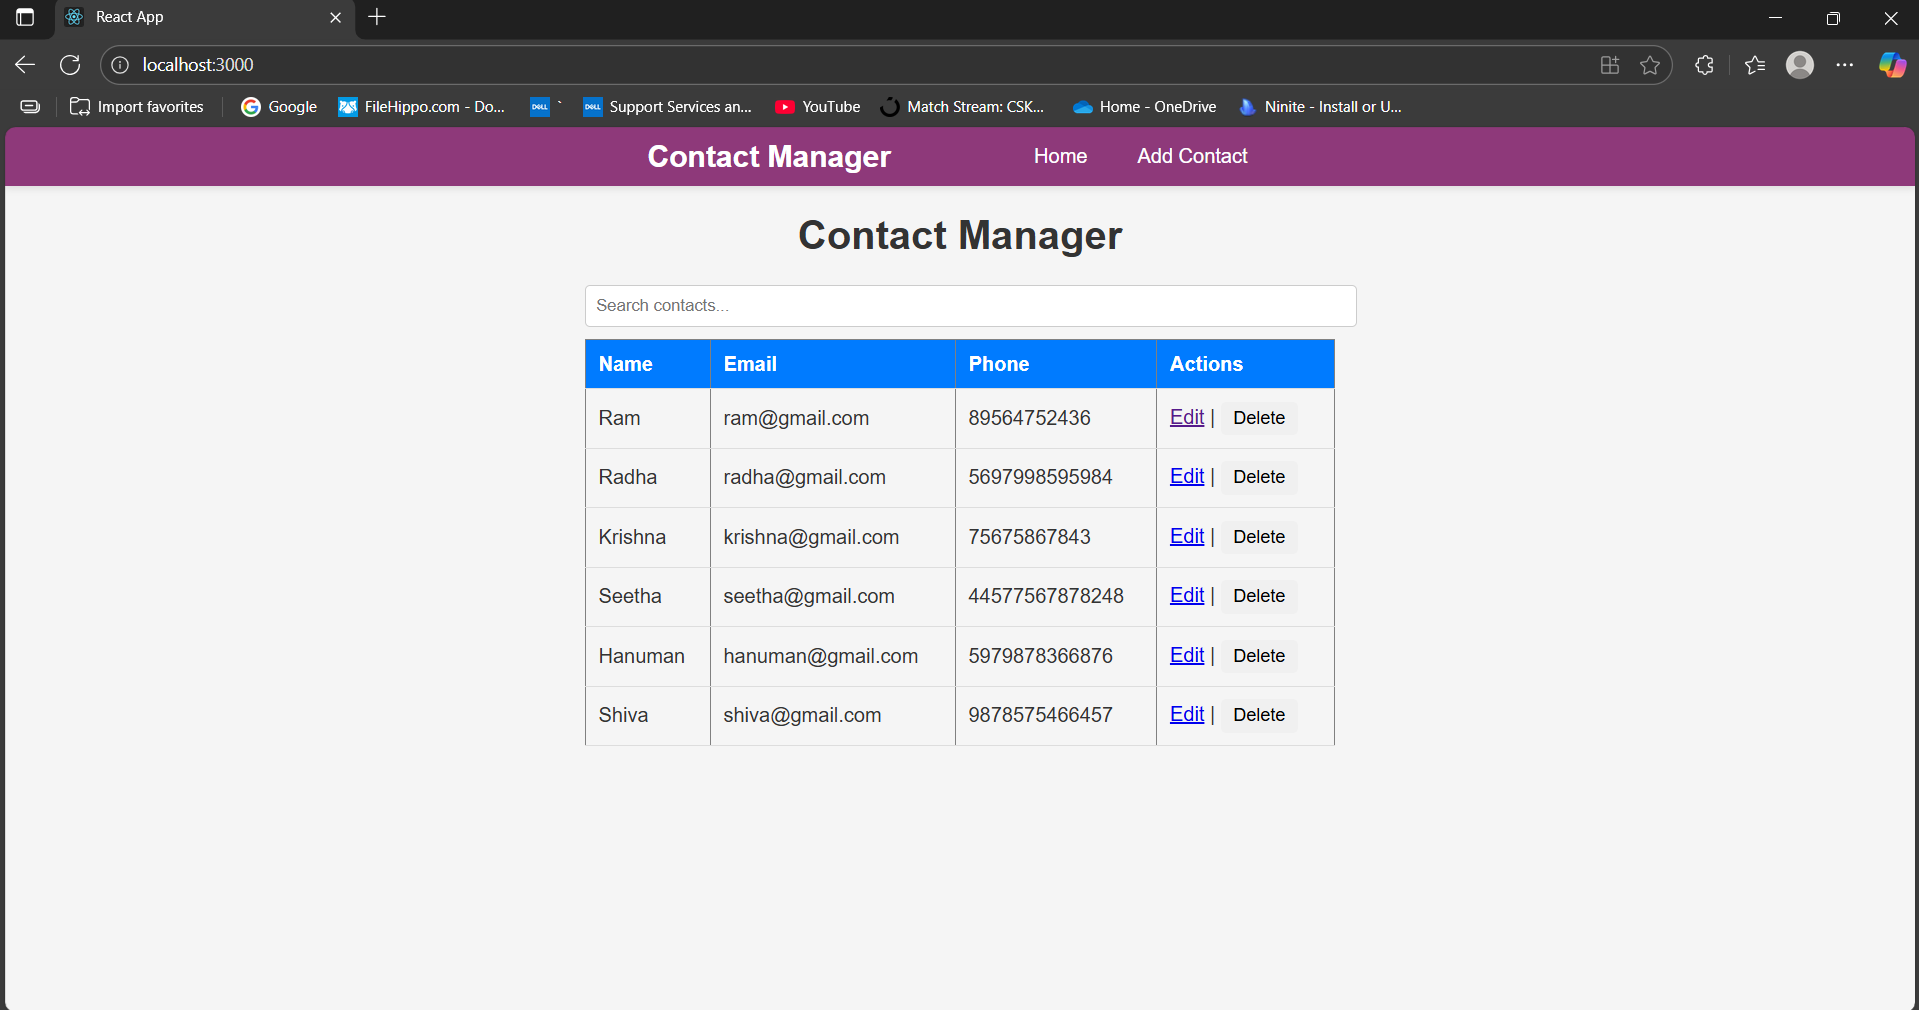 React App
localhost:3000
Import favorites Google FileHippo.com - Do... DELL ` DELL Support Services an... YouTube Match Stream: CSK... Home - OneDrive Ninite - Install or U...
Contact Manager Home Add Contact
Contact Manager
Search contacts...
Name Email Phone Actions
Ram ram@gmail.com 89564752436 Edit | Delete
Radha radha@gmail.com 5697998595984 Edit | Delete
Krishna krishna@gmail.com 75675867843 Edit | Delete
Seetha seetha@gmail.com 44577567878248 Edit | Delete
Hanuman hanuman@gmail.com 5979878366876 Edit | Delete
Shiva shiva@gmail.com 9878575466457 Edit | Delete